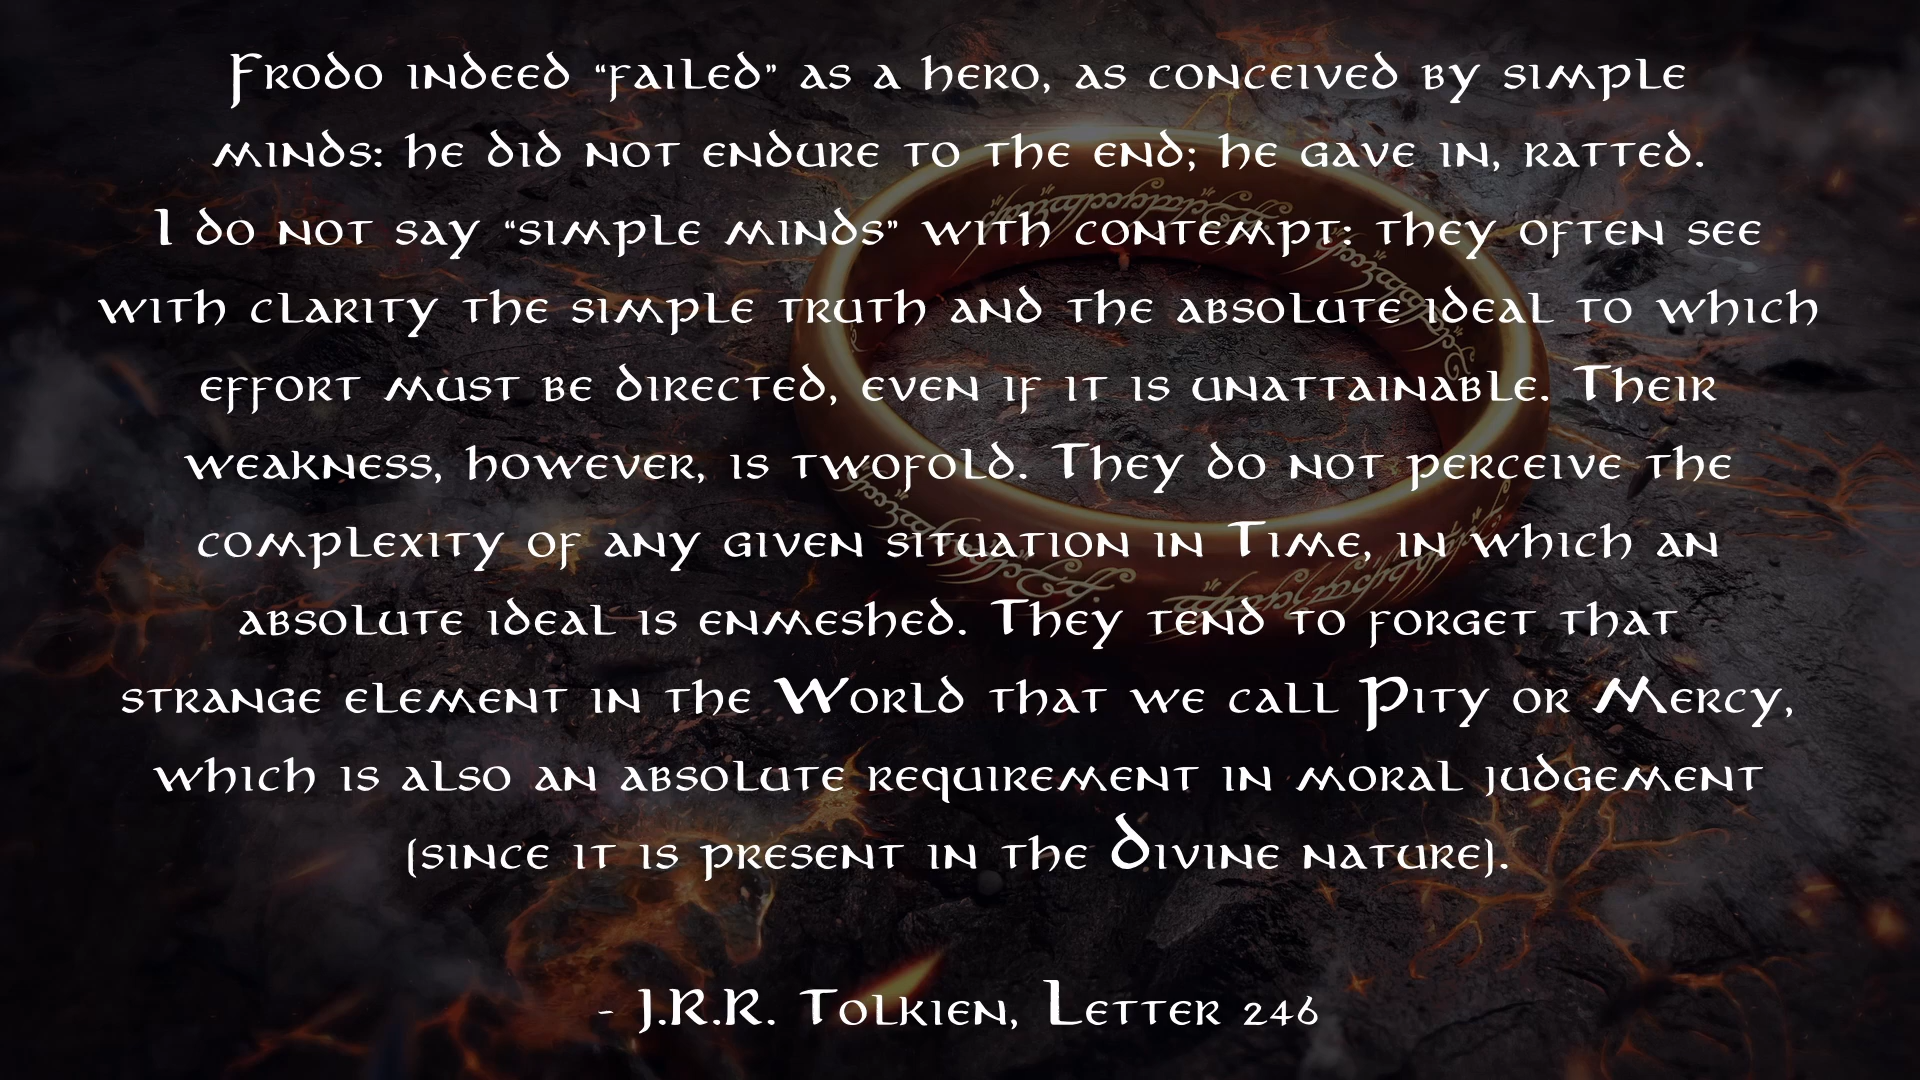 Frodo indeed “failed” as a hero, as conceived by simple
minds: he did not endure to the end; he gave in, ratted.
I do not say “simple minds” with contempt: they often see
with clarity the simple truth and the absolute ideal to which
effort must be directed, even if it is unattainable. Their
weakness, however, is twofold. They do not perceive the
complexity of any given situation in Time, in which an
absolute ideal is enmeshed. They tend to forget that
strange element in the World that we call Pity or Mercy,
which is also an absolute requirement in moral judgement
(since it is present in the Divine nature).
- J.R.R. Tolkien, Letter 246